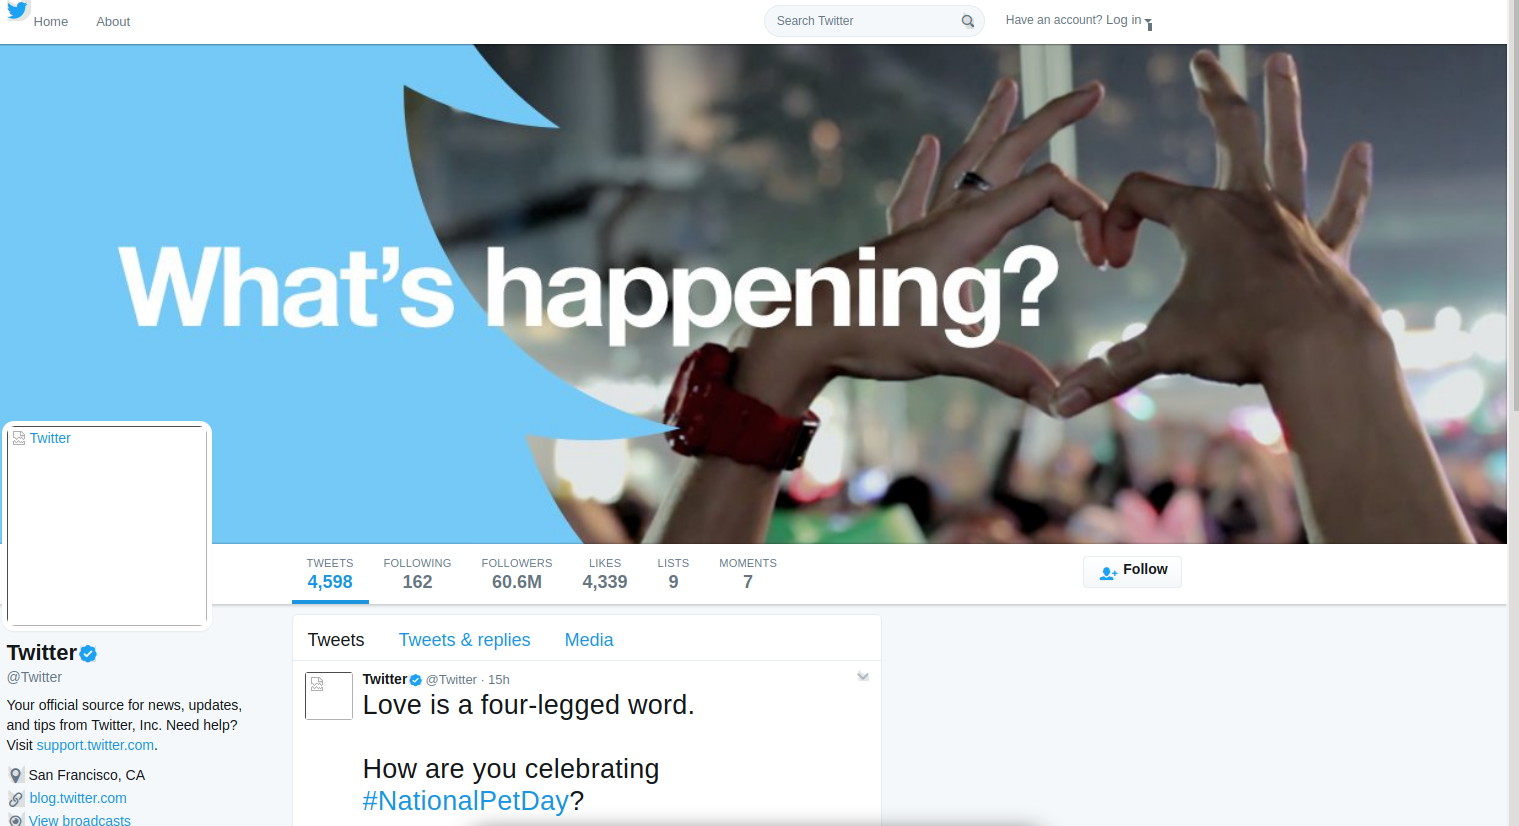 Home About Search Twitter Have an account? Log in
What's happening?
Twitter
TWEETS FOLLOWING FOLLOWERS LIKES LISTS MOMENTS
4,598 162 60.6M 4,339 9 7
Follow
Twitter
@Twitter
Your official source for news, updates,
and tips from Twitter, Inc. Need help?
Visit support.twitter.com.
San Francisco, CA
blog.twitter.com
View broadcasts
Tweets Tweets & replies Media
Twitter @Twitter · 15h
Love is a four-legged word.
How are you celebrating
#NationalPetDay?